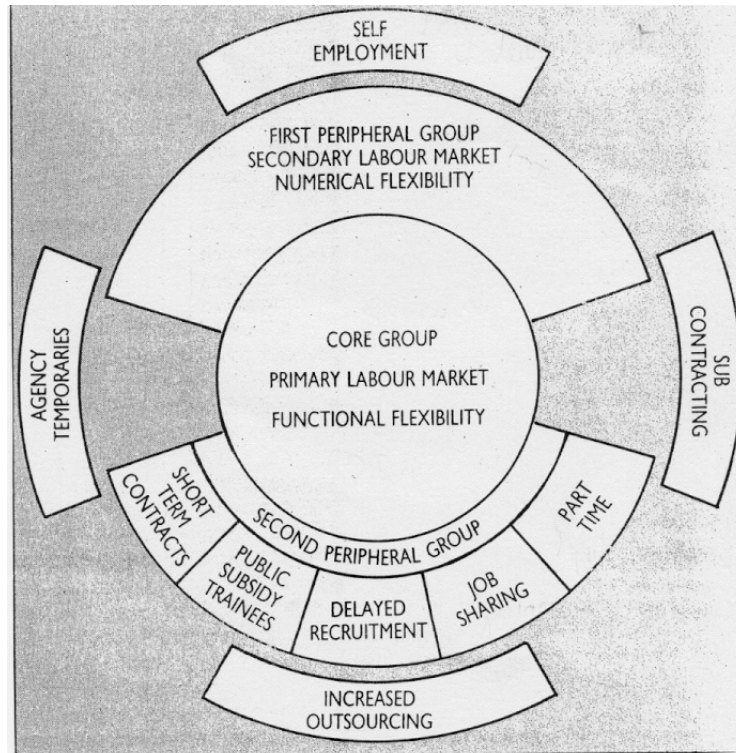 SELF
EMPLOYMENT
FIRST PERIPHERAL GROUP
SECONDARY LABOUR MARKET
NUMERICAL FLEXIBILITY
AGENCY
TEMPORARIES
SUB
CONTRACTING
CORE GROUP
PRIMARY LABOUR MARKET
FUNCTIONAL FLEXIBILITY
SECOND PERIPHERAL GROUP
SHORT
TERM
CONTRACTS
PUBLIC
SUBSIDY
TRAINEES
DELAYED
RECRUITMENT
JOB
SHARING
PART
TIME
INCREASED
OUTSOURCING